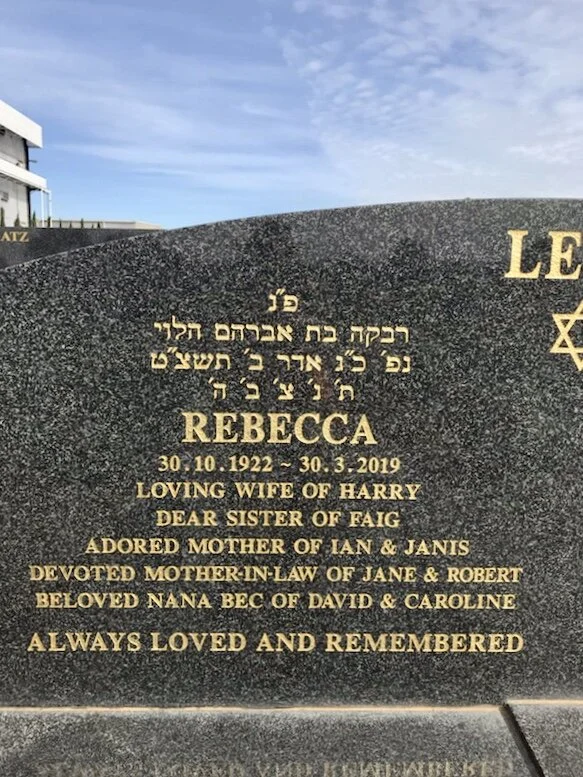 ATZ
LE
פ״נ
רבקה בת אברהם הלוי
נפ׳ כ״ג אדר ב׳ תשצ״ט
ת׳ נ׳ צ׳ ב׳ ה׳
REBECCA
30.10.1922 ~ 30.3.2019
LOVING WIFE OF HARRY
DEAR SISTER OF FAIG
ADORED MOTHER OF IAN & JANIS
DEVOTED MOTHER-IN-LAW OF JANE & ROBERT
BELOVED NANA BEC OF DAVID & CAROLINE
ALWAYS LOVED AND REMEMBERED